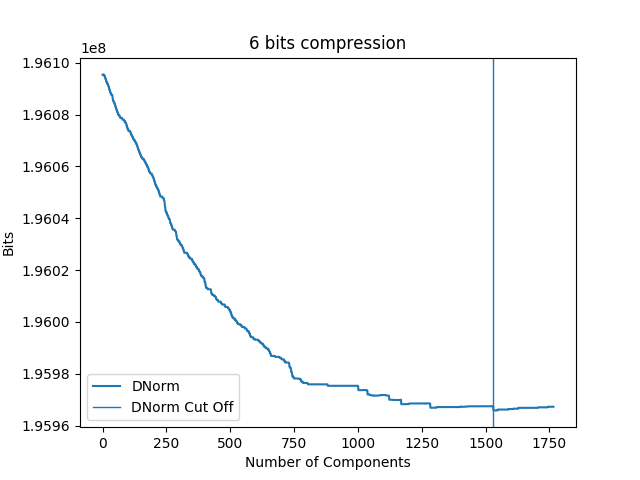 6 bits compression
1e8
1.9610
1.9608
1.9606
1.9604
1.9602
1.9600
1.9598
1.9596
Bits
DNorm
DNorm Cut Off
0 250 500 750 1000 1250 1500 1750
Number of Components